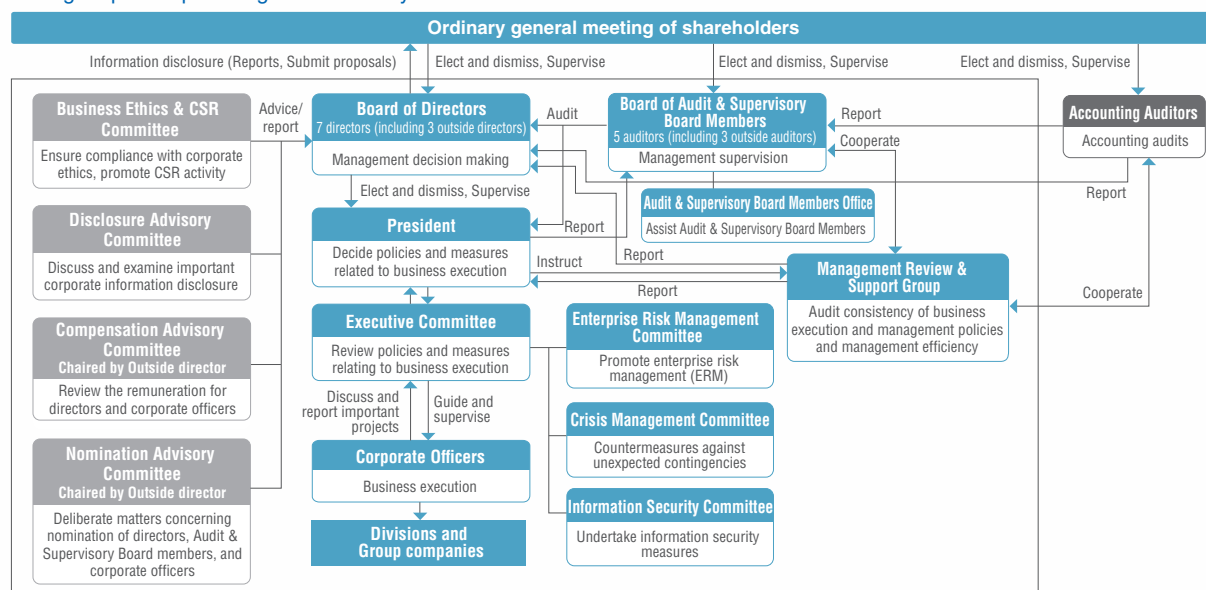 Ordinary general meeting of shareholders
Information disclosure (Reports, Submit proposals)
Elect and dismiss, Supervise
Elect and dismiss, Supervise
Elect and dismiss, Supervise
Business Ethics & CSR
Committee
Ensure compliance with corporate
ethics, promote CSR activity
Advice/
report
Board of Directors
7 directors (including 3 outside directors)
Management decision making
Audit
Board of Audit & Supervisory
Board Members
5 auditors (including 3 outside auditors)
Management supervision
Report
Cooperate
Accounting Auditors
Accounting audits
Report
Elect and dismiss, Supervise
Audit & Supervisory Board Members Office
Assist Audit & Supervisory Board Members
Disclosure Advisory
Committee
Discuss and examine important
corporate information disclosure
President
Decide policies and measures
related to business execution
Report
Report
Instruct
Report
Management Review &
Support Group
Audit consistency of business
execution and management policies
and management efficiency
Cooperate
Compensation Advisory
Committee
Chaired by Outside director
Review the remuneration for
directors and corporate officers
Executive Committee
Review policies and measures
relating to business execution
Enterprise Risk Management
Committee
Promote enterprise risk
management (ERM)
Discuss and
report important
projects
Guide and
supervise
Crisis Management Committee
Countermeasures against
unexpected contingencies
Nomination Advisory
Committee
Chaired by Outside director
Deliberate matters concerning
nomination of directors, Audit &
Supervisory Board members, and
corporate officers
Corporate Officers
Business execution
Information Security Committee
Undertake information security
measures
Divisions and
Group companies